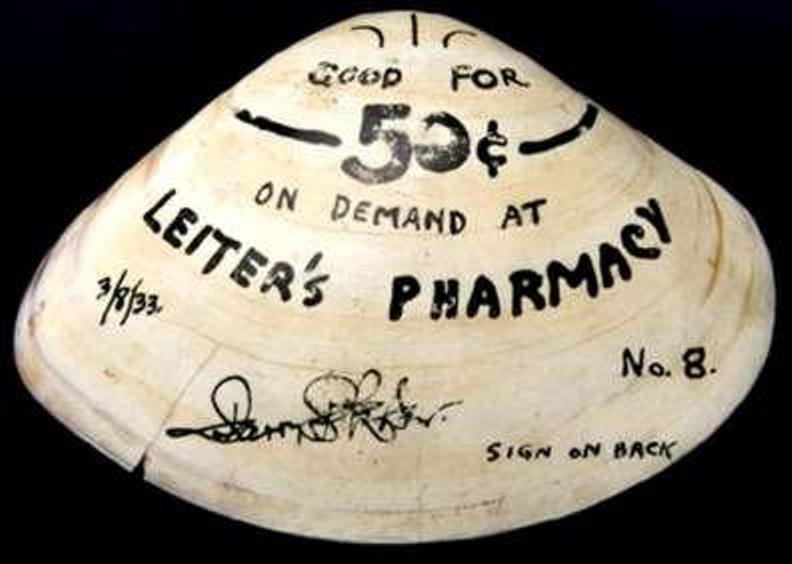 GOOD FOR
50¢
ON DEMAND AT
LEITER'S PHARMACY
3/8/33.
No. 8.
SIGN ON BACK